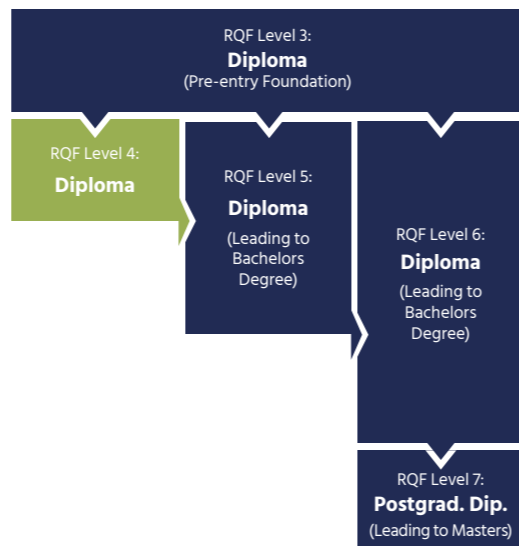 RQF Level 3:
Diploma
(Pre-entry Foundation)
RQF Level 4:
Diploma
RQF Level 5:
Diploma
(Leading to
Bachelors
Degree)
RQF Level 6:
Diploma
(Leading to
Bachelors
Degree)
RQF Level 7:
Postgrad. Dip.
(Leading to Masters)